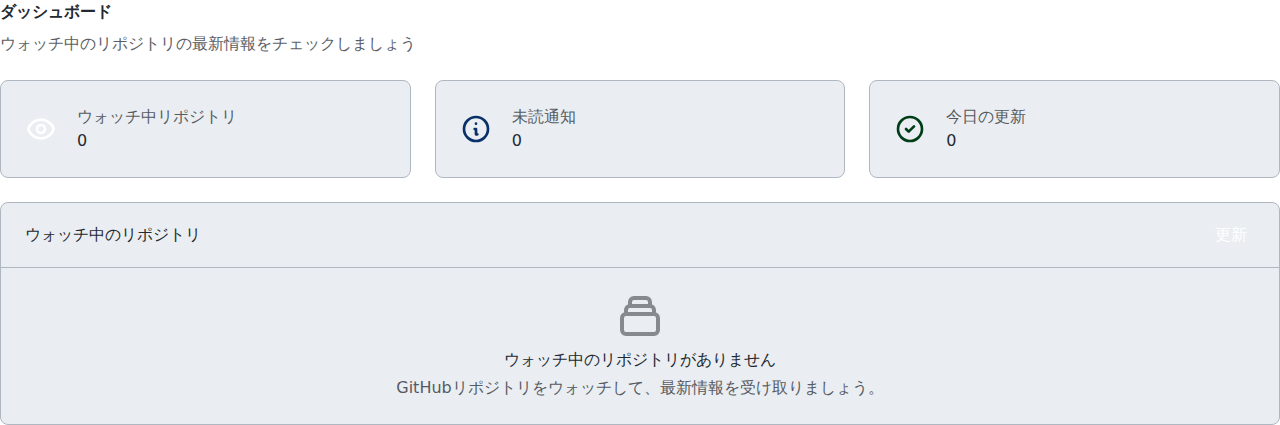 ダッシュボード
ウォッチ中のリポジトリの最新情報をチェックしましょう
ウォッチ中リポジトリ
0
未読通知
0
今日の更新
0
ウォッチ中のリポジトリ
更新
ウォッチ中のリポジトリがありません
GitHubリポジトリをウォッチして、最新情報を受け取りましょう。